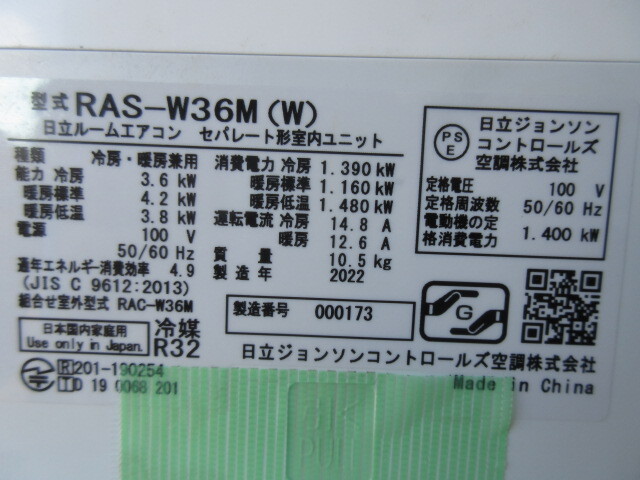 型式 RAS-W36M (W)
日立ルームエアコン セパレート形室内ユニット
種類 冷房・暖房兼用
能力 冷房 3.6 kW
暖房標準 4.2 kW
暖房低温 3.8 kW
電源 100 V
50/60 Hz
通年エネルギー消費効率 4.9
(JIS C 9612:2013)
組合せ室外型式 RAC-W36M
消費電力 冷房 1.390 kW
暖房標準 1.160 kW
暖房低温 1.480 kW
運転電流 冷房 14.8 A
暖房 12.6 A
質量 10.5 kg
製造年 2022
製造番号 000173
PS
E
日立ジョンソン
コントロールズ
空調株式会社
定格電圧 100 V
定格周波数 50/60 Hz
電動機の定
格消費電力 1.400 kW
G
日本国内家庭用
Use only in Japan
冷媒
R32
日立ジョンソンコントロールズ空調株式会社
R 201-190254
T D 19 0068 201
Made in China